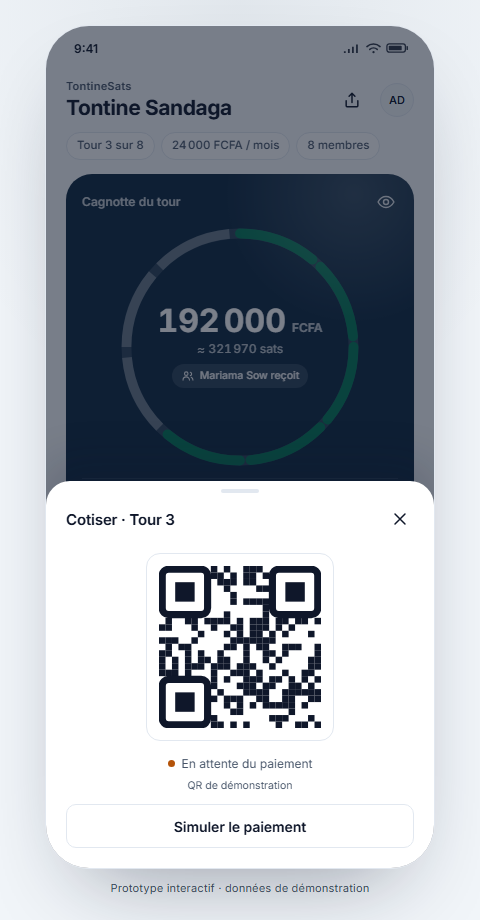 9:41
TontineSats
Tontine Sandaga
AD
Tour 3 sur 8
24 000 FCFA / mois
8 membres
Cagnotte du tour
192 000 FCFA
≈ 321 970 sats
Mariama Sow reçoit
Cotiser · Tour 3
En attente du paiement
QR de démonstration
Simuler le paiement
Prototype interactif · données de démonstration